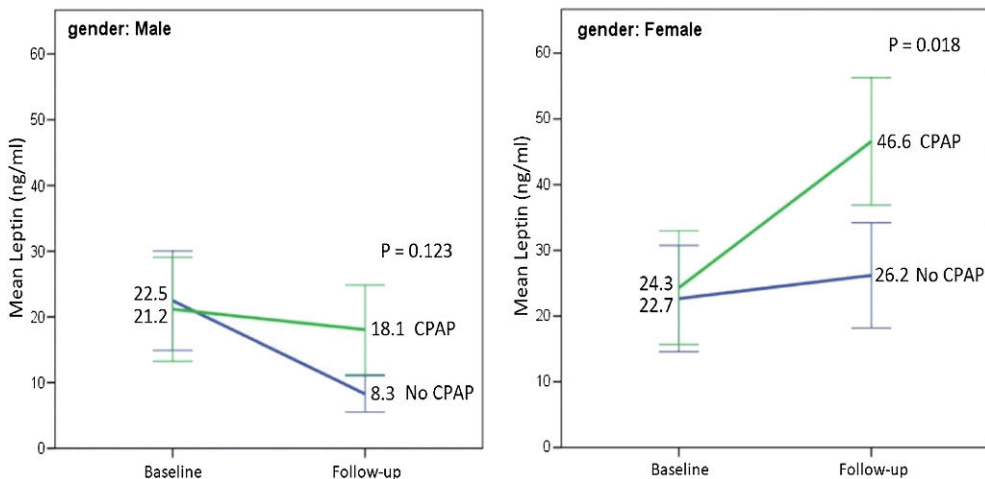 gender: Male
Mean Leptin (ng/ml)
60
50
40
30
20
10
0
P = 0.123
22.5
21.2
18.1 CPAP
8.3 No CPAP
Baseline
Follow-up
gender: Female
Mean Leptin (ng/ml)
60
50
40
30
20
10
0
P = 0.018
46.6 CPAP
24.3
22.7
26.2 No CPAP
Baseline
Follow-up